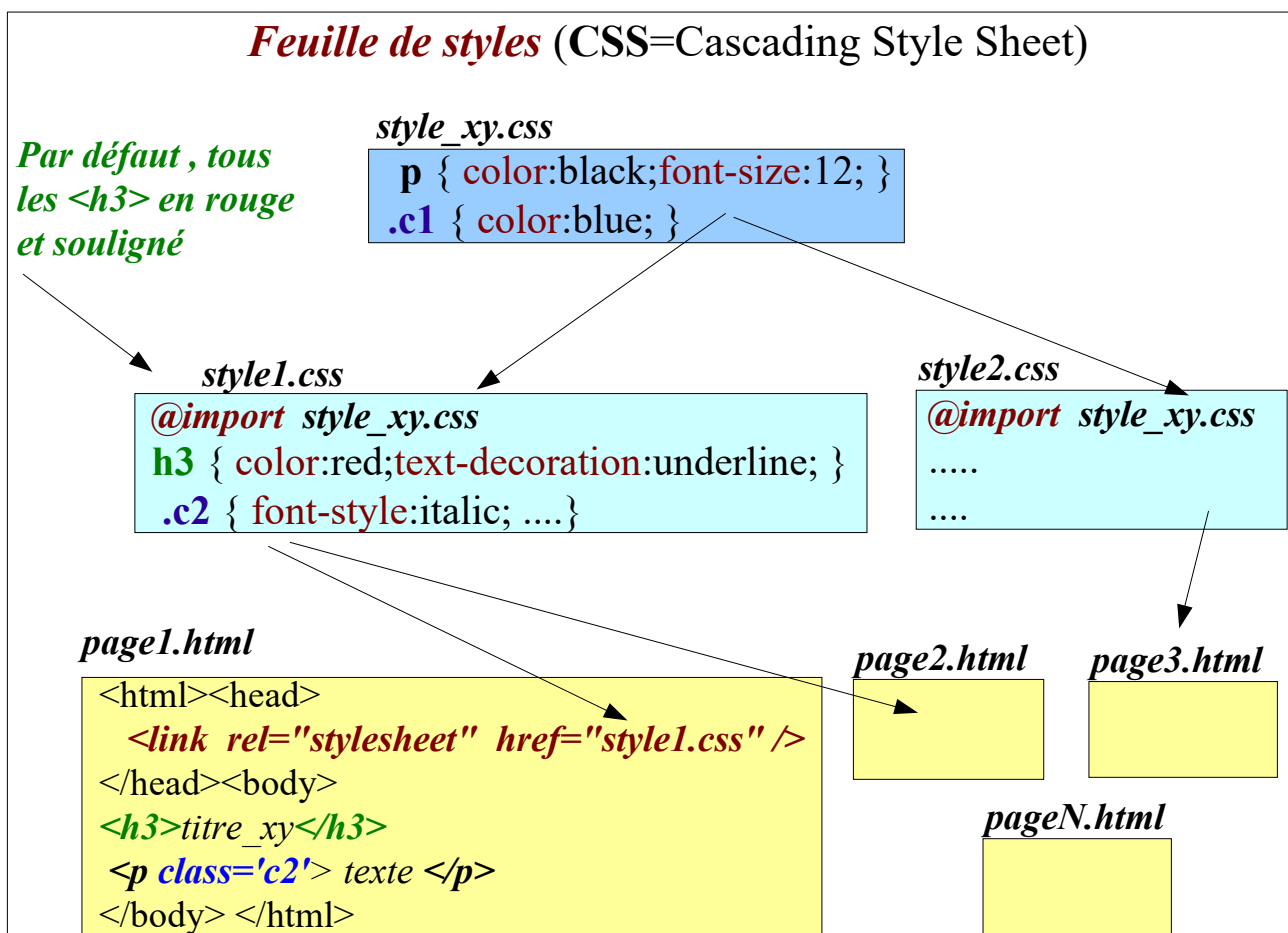 Feuille de styles (CSS=Cascading Style Sheet)
Par défaut , tous
les <h3> en rouge
et souligné
style_xy.css
p { color:black;font-size:12; }
.c1 { color:blue; }
style1.css
@import style_xy.css
h3 { color:red;text-decoration:underline; }
.c2 { font-style:italic; ....}
style2.css
@import style_xy.css
.....
....
page1.html
<html><head>
<link rel="stylesheet" href="style1.css" />
</head><body>
<h3>titre_xy</h3>
<p class='c2'> texte </p>
</body> </html>
page2.html
page3.html
pageN.html